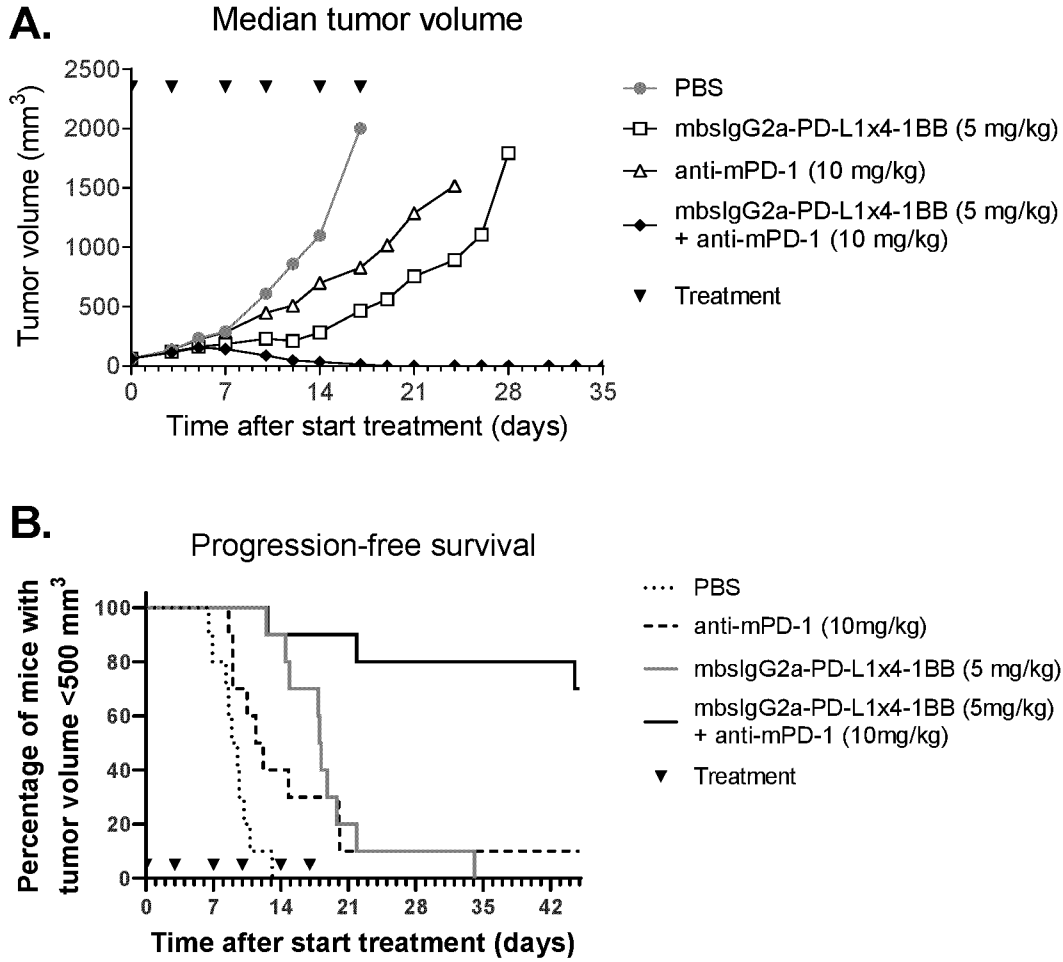 A.
Median tumor volume
Tumor volume (mm³)
2500
2000
1500
1000
500
0
0 7 14 21 28 35
Time after start treatment (days)
PBS
mbsIgG2a-PD-L1x4-1BB (5 mg/kg)
anti-mPD-1 (10 mg/kg)
mbsIgG2a-PD-L1x4-1BB (5 mg/kg)
+ anti-mPD-1 (10 mg/kg)
Treatment
B.
Progression-free survival
Percentage of mice with
tumor volume <500 mm³
100
80
60
40
20
0
0 7 14 21 28 35 42
Time after start treatment (days)
PBS
anti-mPD-1 (10mg/kg)
mbsIgG2a-PD-L1x4-1BB (5 mg/kg)
mbsIgG2a-PD-L1x4-1BB (5mg/kg)
+ anti-mPD-1 (10mg/kg)
Treatment